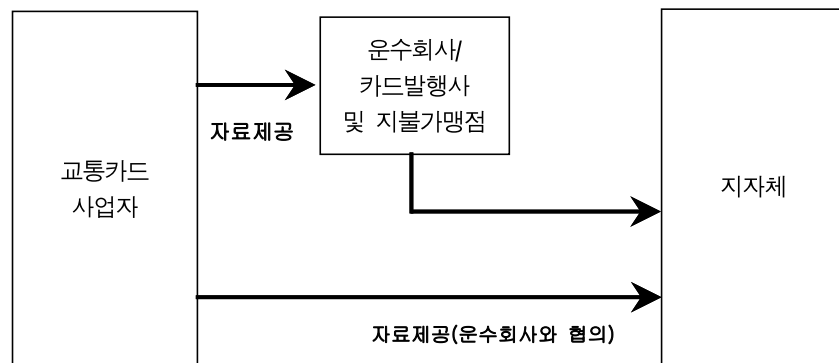 운수회사/
카드발행사
및 지불가맹점
자료제공
교통카드
사업자
지자체
자료제공(운수회사와 협의)